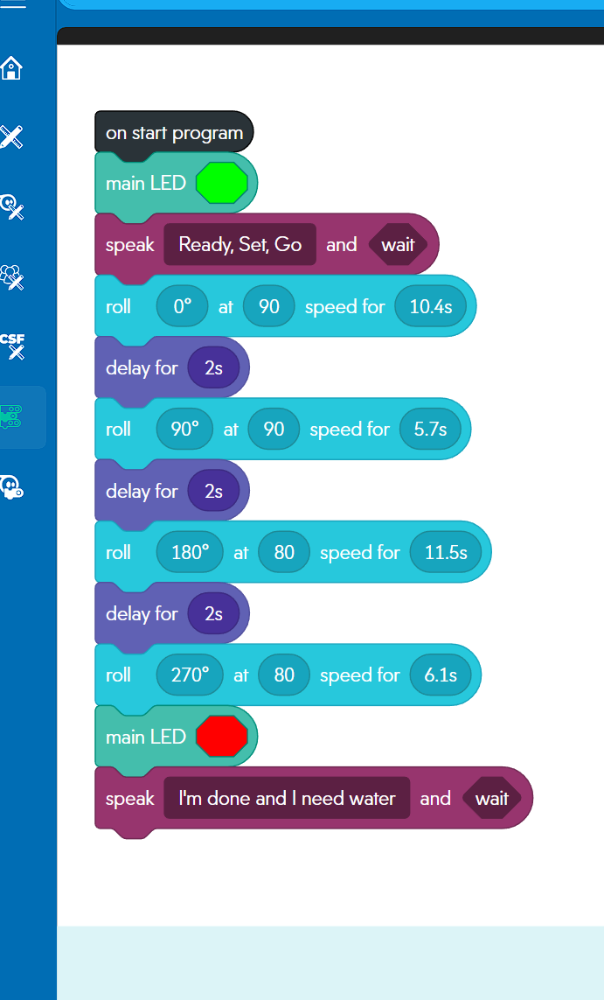 on start program
main LED
speak Ready, Set, Go and wait
roll 0° at 90 speed for 10.4s
delay for 2s
roll 90° at 90 speed for 5.7s
delay for 2s
roll 180° at 80 speed for 11.5s
CSF
delay for 2s
roll 270° at 80 speed for 6.1s
main LED
speak I'm done and I need water and wait